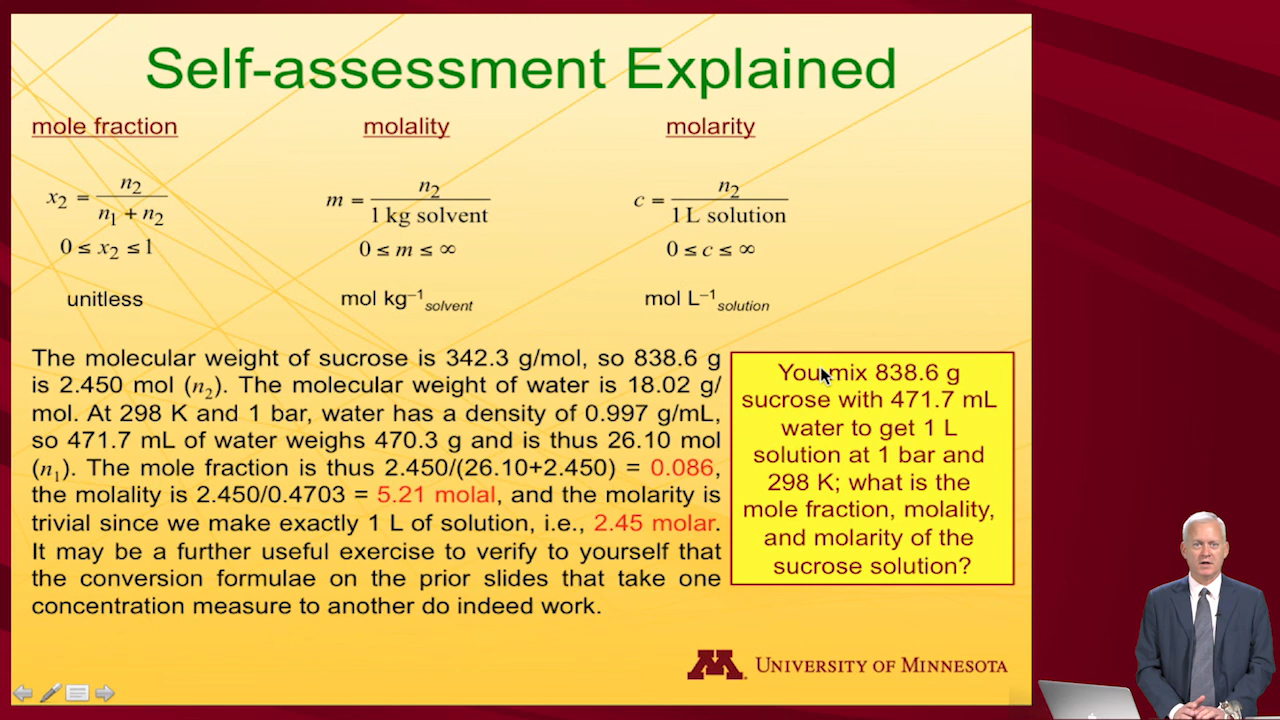 Self-assessment Explained
mole fraction
molality
molarity
x₂ = n₂ / (n₁ + n₂)
m = n₂ / 1 kg solvent
c = n₂ / 1 L solution
0 ≤ x₂ ≤ 1
0 ≤ m ≤ ∞
0 ≤ c ≤ ∞
unitless
mol kg⁻¹ solvent
mol L⁻¹ solution
The molecular weight of sucrose is 342.3 g/mol, so 838.6 g
is 2.450 mol (n₂). The molecular weight of water is 18.02 g/
mol. At 298 K and 1 bar, water has a density of 0.997 g/mL,
so 471.7 mL of water weighs 470.3 g and is thus 26.10 mol
(n₁). The mole fraction is thus 2.450/(26.10+2.450) = 0.086,
the molality is 2.450/0.4703 = 5.21 molal, and the molarity is
trivial since we make exactly 1 L of solution, i.e., 2.45 molar.
It may be a further useful exercise to verify to yourself that
the conversion formulae on the prior slides that take one
concentration measure to another do indeed work.
You mix 838.6 g
sucrose with 471.7 mL
water to get 1 L
solution at 1 bar and
298 K; what is the
mole fraction, molality,
and molarity of the
sucrose solution?
M
UNIVERSITY OF MINNESOTA